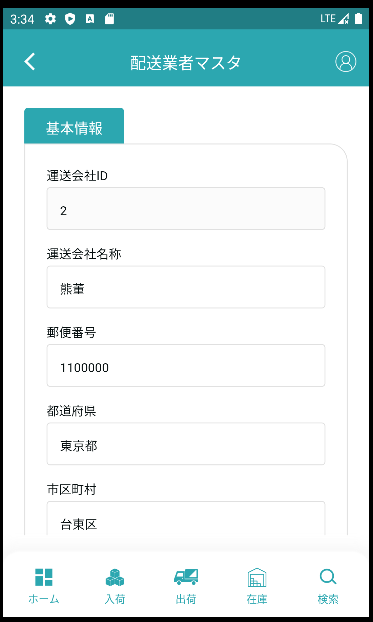 3:34
LTE
配送業者マスタ
基本情報
運送会社ID
2
運送会社名称
熊董
郵便番号
1100000
都道府県
東京都
市区町村
台東区
ホーム 入荷 出荷 在庫 検索